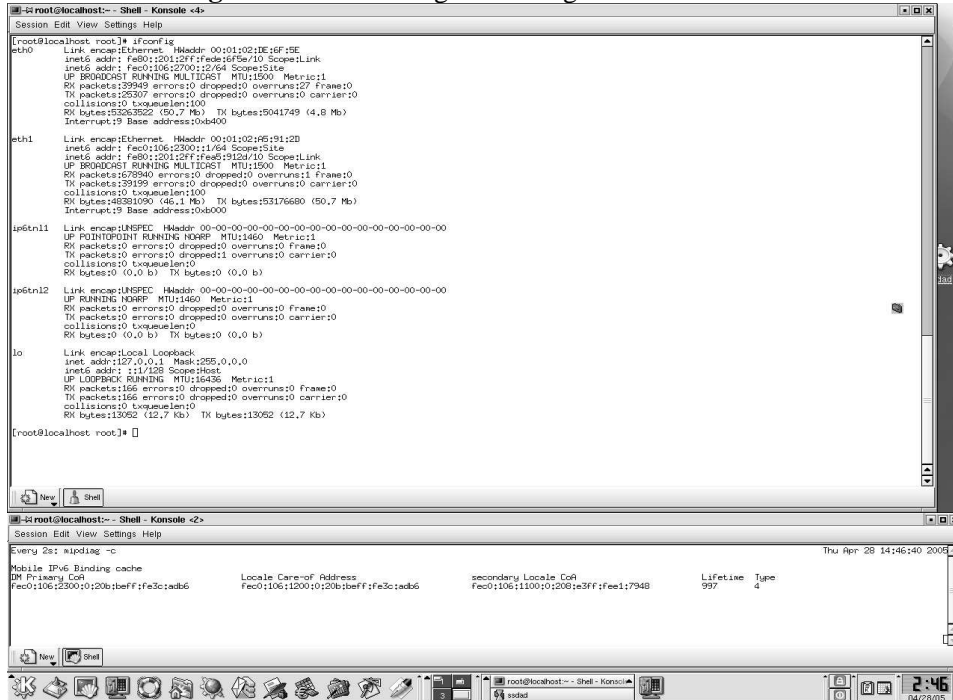 root@localhost:~ - Shell - Konsole <4>
Session Edit View Settings Help
[root@localhost root]# ifconfig
eth0 Link encap:Ethernet HWaddr 00:01:02:DE:6F:5E
inet6 addr: fe80::201:2ff:fede:6f5e/10 Scope:Link
inet6 addr: fec0:106:2700::2/64 Scope:Site
UP BROADCAST RUNNING MULTICAST MTU:1500 Metric:1
RX packets:39949 errors:0 dropped:0 overruns:27 frame:0
TX packets:25307 errors:0 dropped:0 overruns:0 carrier:0
collisions:0 txqueuelen:100
RX bytes:53263522 (50.7 Mb) TX bytes:5041749 (4.8 Mb)
Interrupt:9 Base address:0xb400
eth1 Link encap:Ethernet HWaddr 00:01:02:A5:91:2D
inet6 addr: fec0:106:2300::1/64 Scope:Site
inet6 addr: fe80::201:2ff:fea5:912d/10 Scope:Link
UP BROADCAST RUNNING MULTICAST MTU:1500 Metric:1
RX packets:678940 errors:0 dropped:0 overruns:1 frame:0
TX packets:39199 errors:0 dropped:0 overruns:0 carrier:0
collisions:0 txqueuelen:100
RX bytes:48381090 (46.1 Mb) TX bytes:53176680 (50.7 Mb)
Interrupt:9 Base address:0xb000
ip6tnl1 Link encap:UNSPEC HWaddr 00-00-00-00-00-00-00-00-00-00-00-00-00-00-00-00
UP POINTOPOINT RUNNING NOARP MTU:1460 Metric:1
RX packets:0 errors:0 dropped:0 overruns:0 frame:0
TX packets:0 errors:0 dropped:1 overruns:0 carrier:0
collisions:0 txqueuelen:0
RX bytes:0 (0.0 b) TX bytes:0 (0.0 b)
ip6tnl2 Link encap:UNSPEC HWaddr 00-00-00-00-00-00-00-00-00-00-00-00-00-00-00-00
UP RUNNING NOARP MTU:1460 Metric:1
RX packets:0 errors:0 dropped:0 overruns:0 frame:0
TX packets:0 errors:0 dropped:0 overruns:0 carrier:0
collisions:0 txqueuelen:0
RX bytes:0 (0.0 b) TX bytes:0 (0.0 b)
lo Link encap:Local Loopback
inet addr:127.0.0.1 Mask:255.0.0.0
inet6 addr: ::1/128 Scope:Host
UP LOOPBACK RUNNING MTU:16436 Metric:1
RX packets:166 errors:0 dropped:0 overruns:0 frame:0
TX packets:166 errors:0 dropped:0 overruns:0 carrier:0
collisions:0 txqueuelen:0
RX bytes:13052 (12.7 Kb) TX bytes:13052 (12.7 Kb)
[root@localhost root]#
dad
New Shell
root@localhost:~ - Shell - Konsole <2>
Session Edit View Settings Help
Every 2s: mipdiag -c Thu Apr 28 14:46:40 2005
Mobile IPv6 Binding cache
DM Primary CoA Locale Care-of Address secondary Locale CoA Lifetime Type
fec0:106:2300:0:20b:beff:fe3c:adb6 fec0:106:1200:0:20b:beff:fe3c:adb6 fec0:106:1100:0:208:e3ff:fee1:7948 997 4
New Shell
3 root@localhost:~ - Shell - Konsol
ssdad
2:46
04/28/05